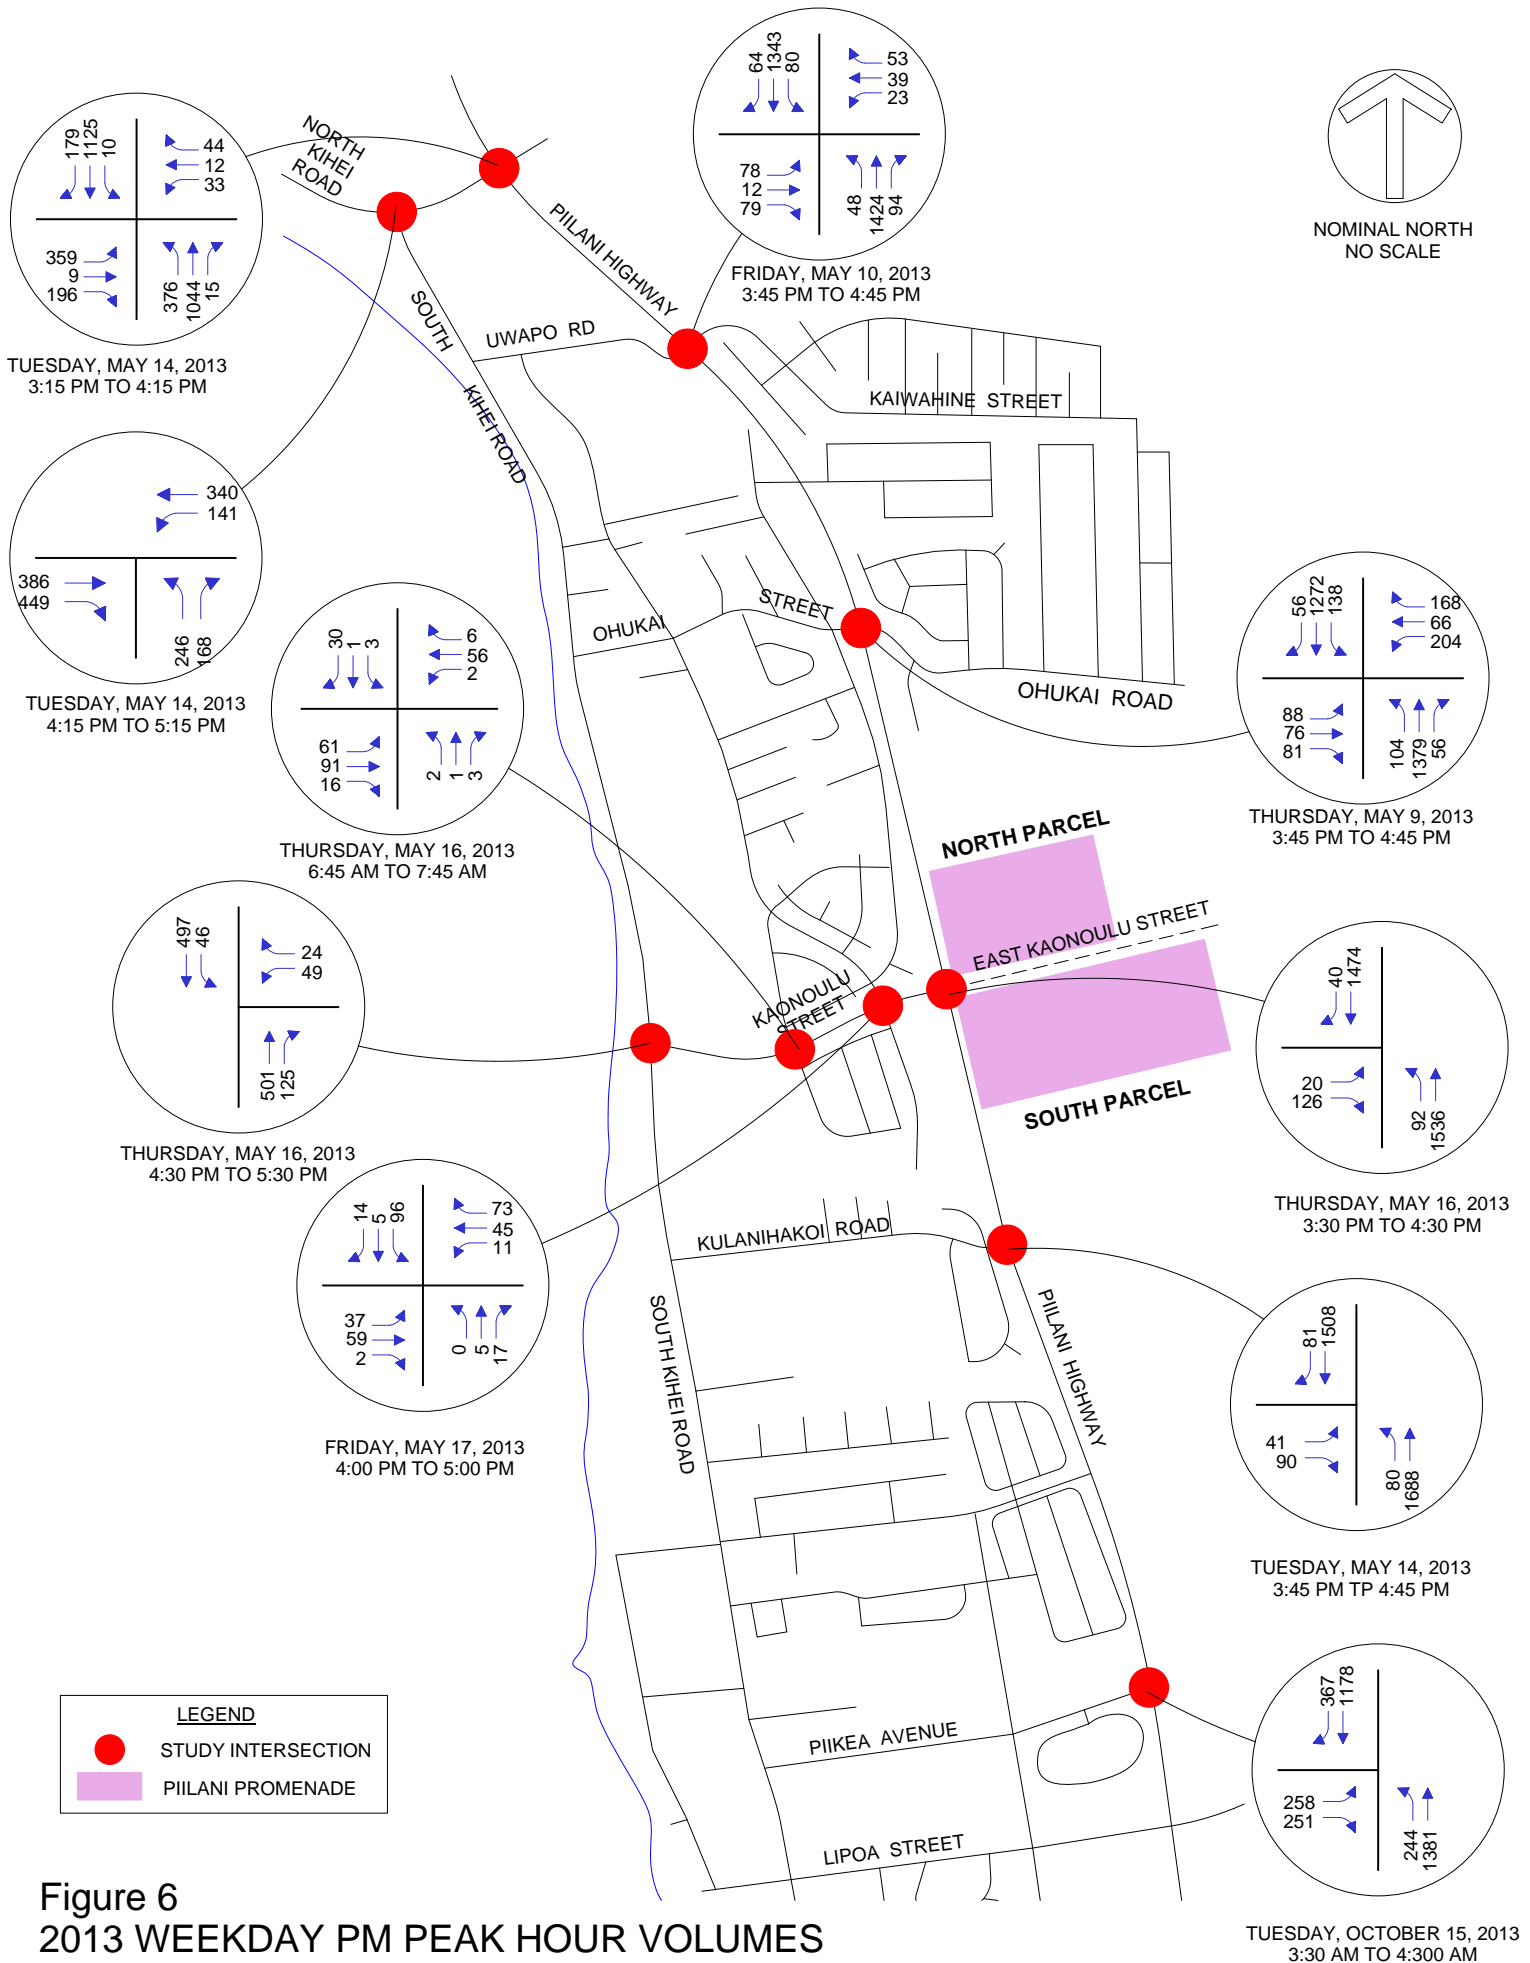 64
1343
80
53
39
23
78
12
79
48
1424
94
FRIDAY, MAY 10, 2013
3:45 PM TO 4:45 PM
NOMINAL NORTH
NO SCALE
179
1125
10
44
12
33
359
9
196
376
1044
15
TUESDAY, MAY 14, 2013
3:15 PM TO 4:15 PM
NORTH
KIHEI
ROAD
PIILANI HIGHWAY
SOUTH
KIHEI ROAD
UWAPO RD
KAIWAHINE STREET
340
141
386
449
246
168
TUESDAY, MAY 14, 2013
4:15 PM TO 5:15 PM
OHUKAI
STREET
OHUKAI ROAD
56
1272
138
168
66
204
88
76
81
104
1379
56
THURSDAY, MAY 9, 2013
3:45 PM TO 4:45 PM
30
1
3
6
56
2
61
91
16
2
1
3
THURSDAY, MAY 16, 2013
6:45 AM TO 7:45 AM
NORTH PARCEL
EAST KAONOULU STREET
SOUTH PARCEL
KAONOULU
STREET
497
46
24
49
501
125
THURSDAY, MAY 16, 2013
4:30 PM TO 5:30 PM
40
1474
20
126
92
1536
THURSDAY, MAY 16, 2013
3:30 PM TO 4:30 PM
14
5
96
73
45
11
37
59
2
0
5
17
FRIDAY, MAY 17, 2013
4:00 PM TO 5:00 PM
KULANIHAKOI ROAD
SOUTH KIHEI ROAD
PIILANI HIGHWAY
81
1508
41
90
80
1688
TUESDAY, MAY 14, 2013
3:45 PM TP 4:45 PM
PIIKEA AVENUE
LIPOA STREET
367
1178
258
251
244
1381
TUESDAY, OCTOBER 15, 2013
3:30 AM TO 4:300 AM
LEGEND
STUDY INTERSECTION
PIILANI PROMENADE
Figure 6
2013 WEEKDAY PM PEAK HOUR VOLUMES